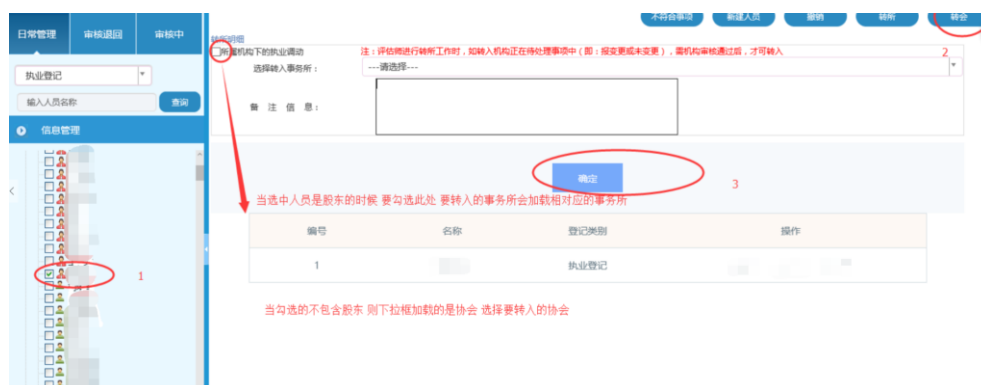 不符合事项 新建人员 撤销 转所 转会
日常管理 审核退回 审核中
转所明细
所属机构下的执业调动 注：评估师进行转所工作时，如转入机构正在待处理事项中（即：报变更或未变更），需机构审核通过后，才可转入
2
选择转入事务所： ---请选择---
执业登记
备 注 信 息：
输入人员名称 查询
信息管理
确定
3
当选中人员是股东的时候 要勾选此处 要转入的事务所会加载相对应的事务所
编号 名称 登记类别 操作
1 执业登记
1
当勾选的不包含股东 则下拉框加载的是协会 选择要转入的协会